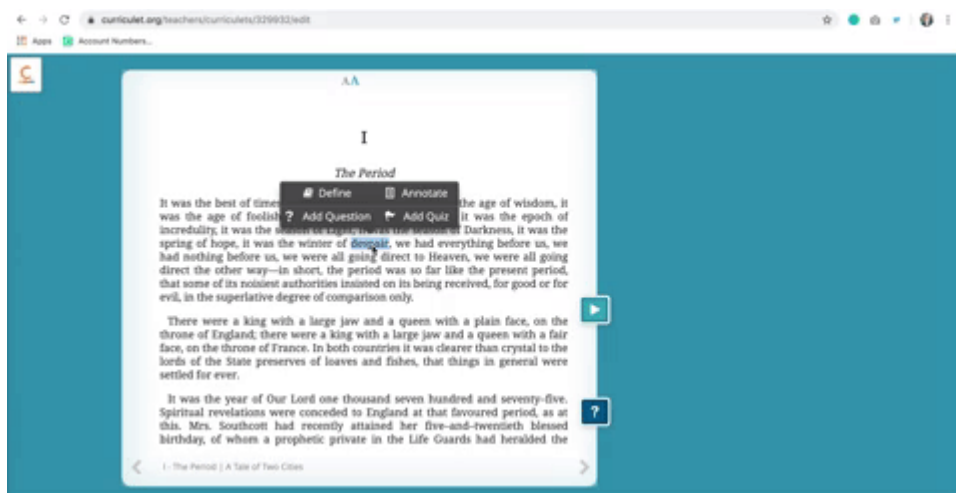 curriculet.org/teachers/curriculets/329932/edit
Apps Account Numbers...
AA
I
The Period
Define Annotate
? Add Question Add Quiz
It was the best of times the age of wisdom, it
was the age of foolish it was the epoch of
incredulity, it was the season of Light, it was the season of Darkness, it was the
spring of hope, it was the winter of despair, we had everything before us, we
had nothing before us, we were all going direct to Heaven, we were all going
direct the other way—in short, the period was so far like the present period,
that some of its noisiest authorities insisted on its being received, for good or for
evil, in the superlative degree of comparison only.
There were a king with a large jaw and a queen with a plain face, on the
throne of England; there were a king with a large jaw and a queen with a fair
face, on the throne of France. In both countries it was clearer than crystal to the
lords of the State preserves of loaves and fishes, that things in general were
settled for ever.
It was the year of Our Lord one thousand seven hundred and seventy-five.
Spiritual revelations were conceded to England at that favoured period, as at
this. Mrs. Southcott had recently attained her five-and-twentieth blessed
birthday, of whom a prophetic private in the Life Guards had heralded the
I - The Period | A Tale of Two Cities
?